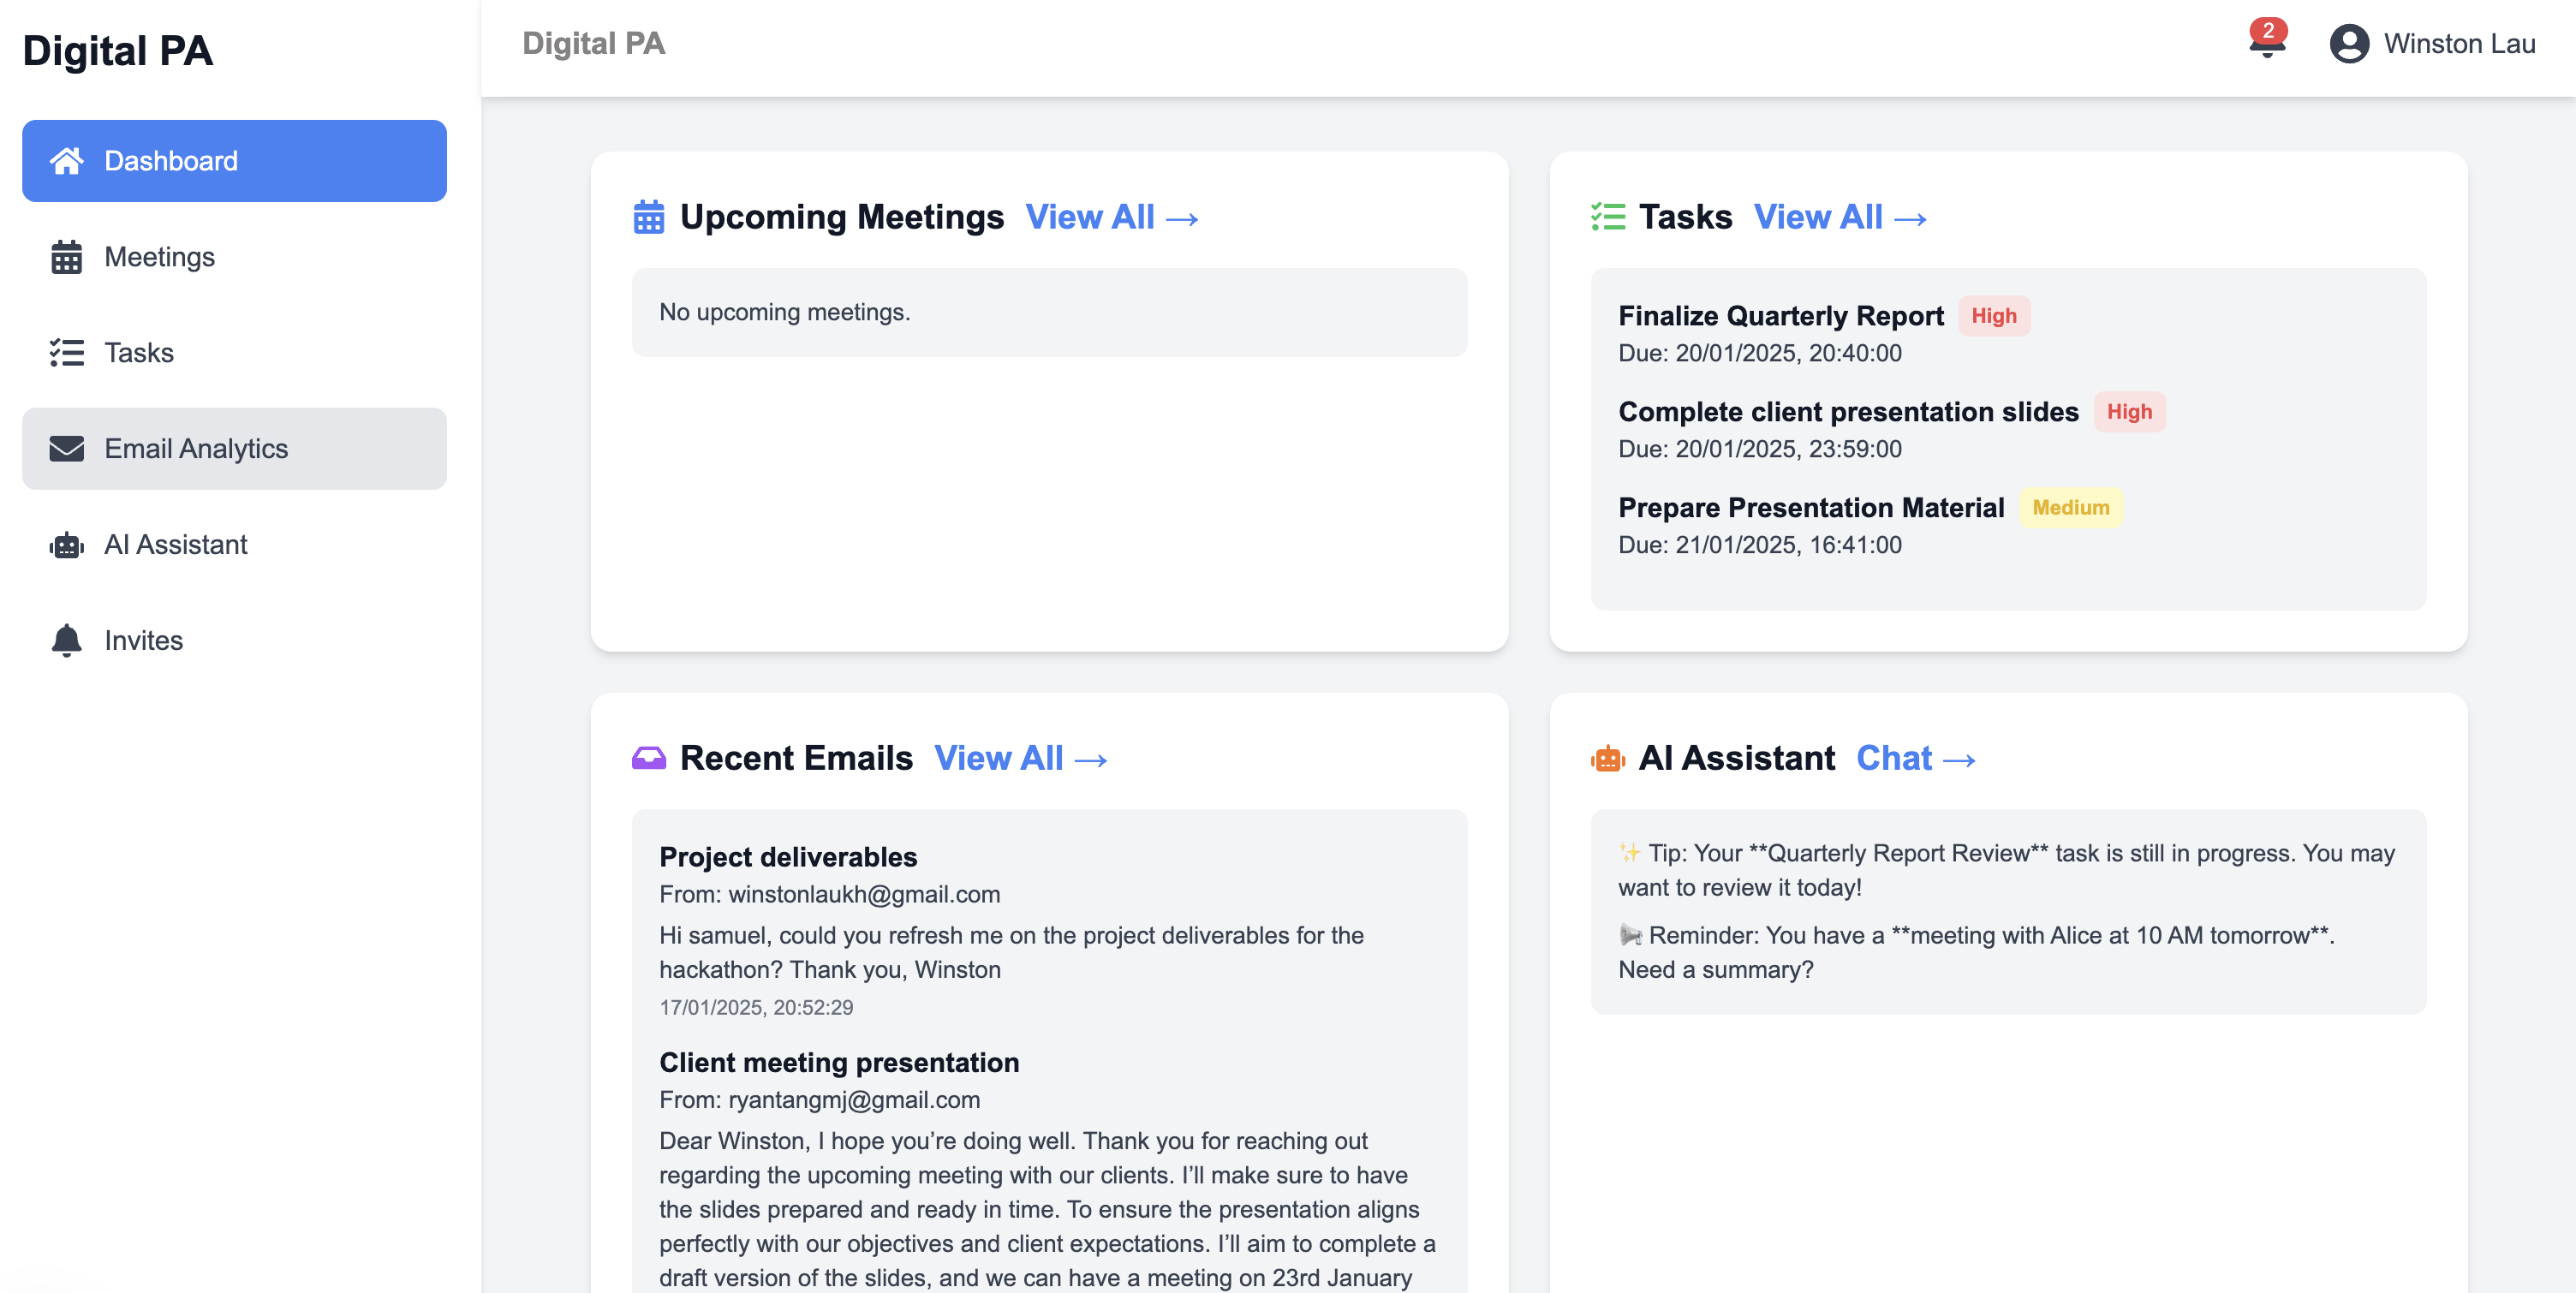 Digital PA
Dashboard
Meetings
Tasks
Email Analytics
AI Assistant
Invites
Digital PA
2
Winston Lau
Upcoming Meetings View All →
No upcoming meetings.
Tasks View All →
Finalize Quarterly Report High
Due: 20/01/2025, 20:40:00
Complete client presentation slides High
Due: 20/01/2025, 23:59:00
Prepare Presentation Material Medium
Due: 21/01/2025, 16:41:00
Recent Emails View All →
Project deliverables
From: winstonlaukh@gmail.com
Hi samuel, could you refresh me on the project deliverables for the
hackathon? Thank you, Winston
17/01/2025, 20:52:29
Client meeting presentation
From: ryantangmj@gmail.com
Dear Winston, I hope you’re doing well. Thank you for reaching out
regarding the upcoming meeting with our clients. I’ll make sure to have
the slides prepared and ready in time. To ensure the presentation aligns
perfectly with our objectives and client expectations. I’ll aim to complete a
draft version of the slides, and we can have a meeting on 23rd January
AI Assistant Chat →
✨ Tip: Your **Quarterly Report Review** task is still in progress. You may
want to review it today!
📢 Reminder: You have a **meeting with Alice at 10 AM tomorrow**.
Need a summary?